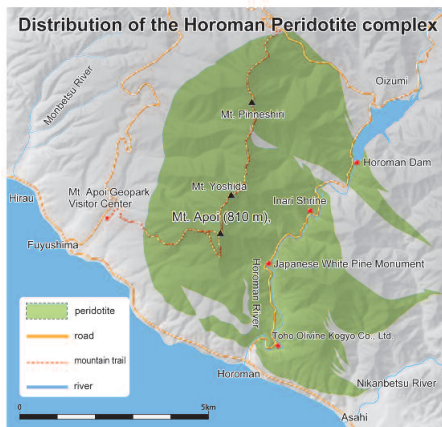 Distribution of the Horoman Peridotite complex
Oizumi
Monbetsu River
Mt. Pinneshiri
Horoman Dam
Mt. Yoshida
Inari Shrine
Mt. Apoi Geopark
Visitor Center
Hirau
Mt. Apoi (810 m),
Fuyushima
Japanese White Pine Monument
Horoman River
peridotite
road
mountain trail
river
Toho Olivine Kogyo Co., Ltd
Horoman
Nikanbetsu River
0
5km
Asahi